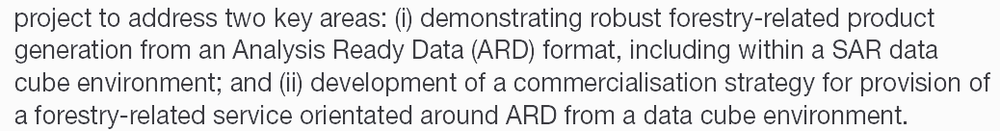 project to address two key areas: (i) demonstrating robust forestry-related product
generation from an Analysis Ready Data (ARD) format, including within a SAR data
cube environment; and (ii) development of a commercialisation strategy for provision of
a forestry-related service orientated around ARD from a data cube environment.